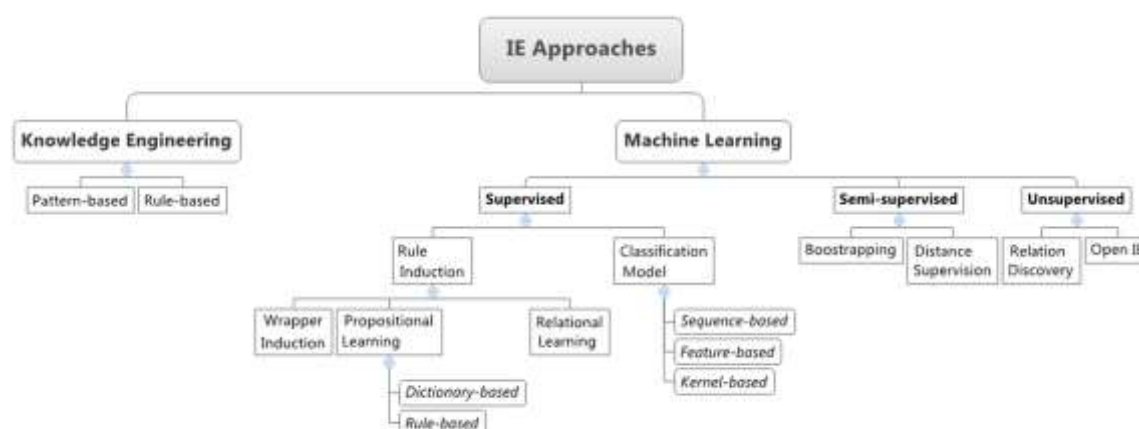 IE Approaches
Knowledge Engineering
Machine Learning
Pattern-based
Rule-based
Supervised
Semi-supervised
Unsupervised
Rule
Induction
Classification
Model
Boostrapping
Distance
Supervision
Relation
Discovery
Open IE
Wrapper
Induction
Propositional
Learning
Relational
Learning
Sequence-based
Feature-based
Kernel-based
Dictionary-based
Rule-based